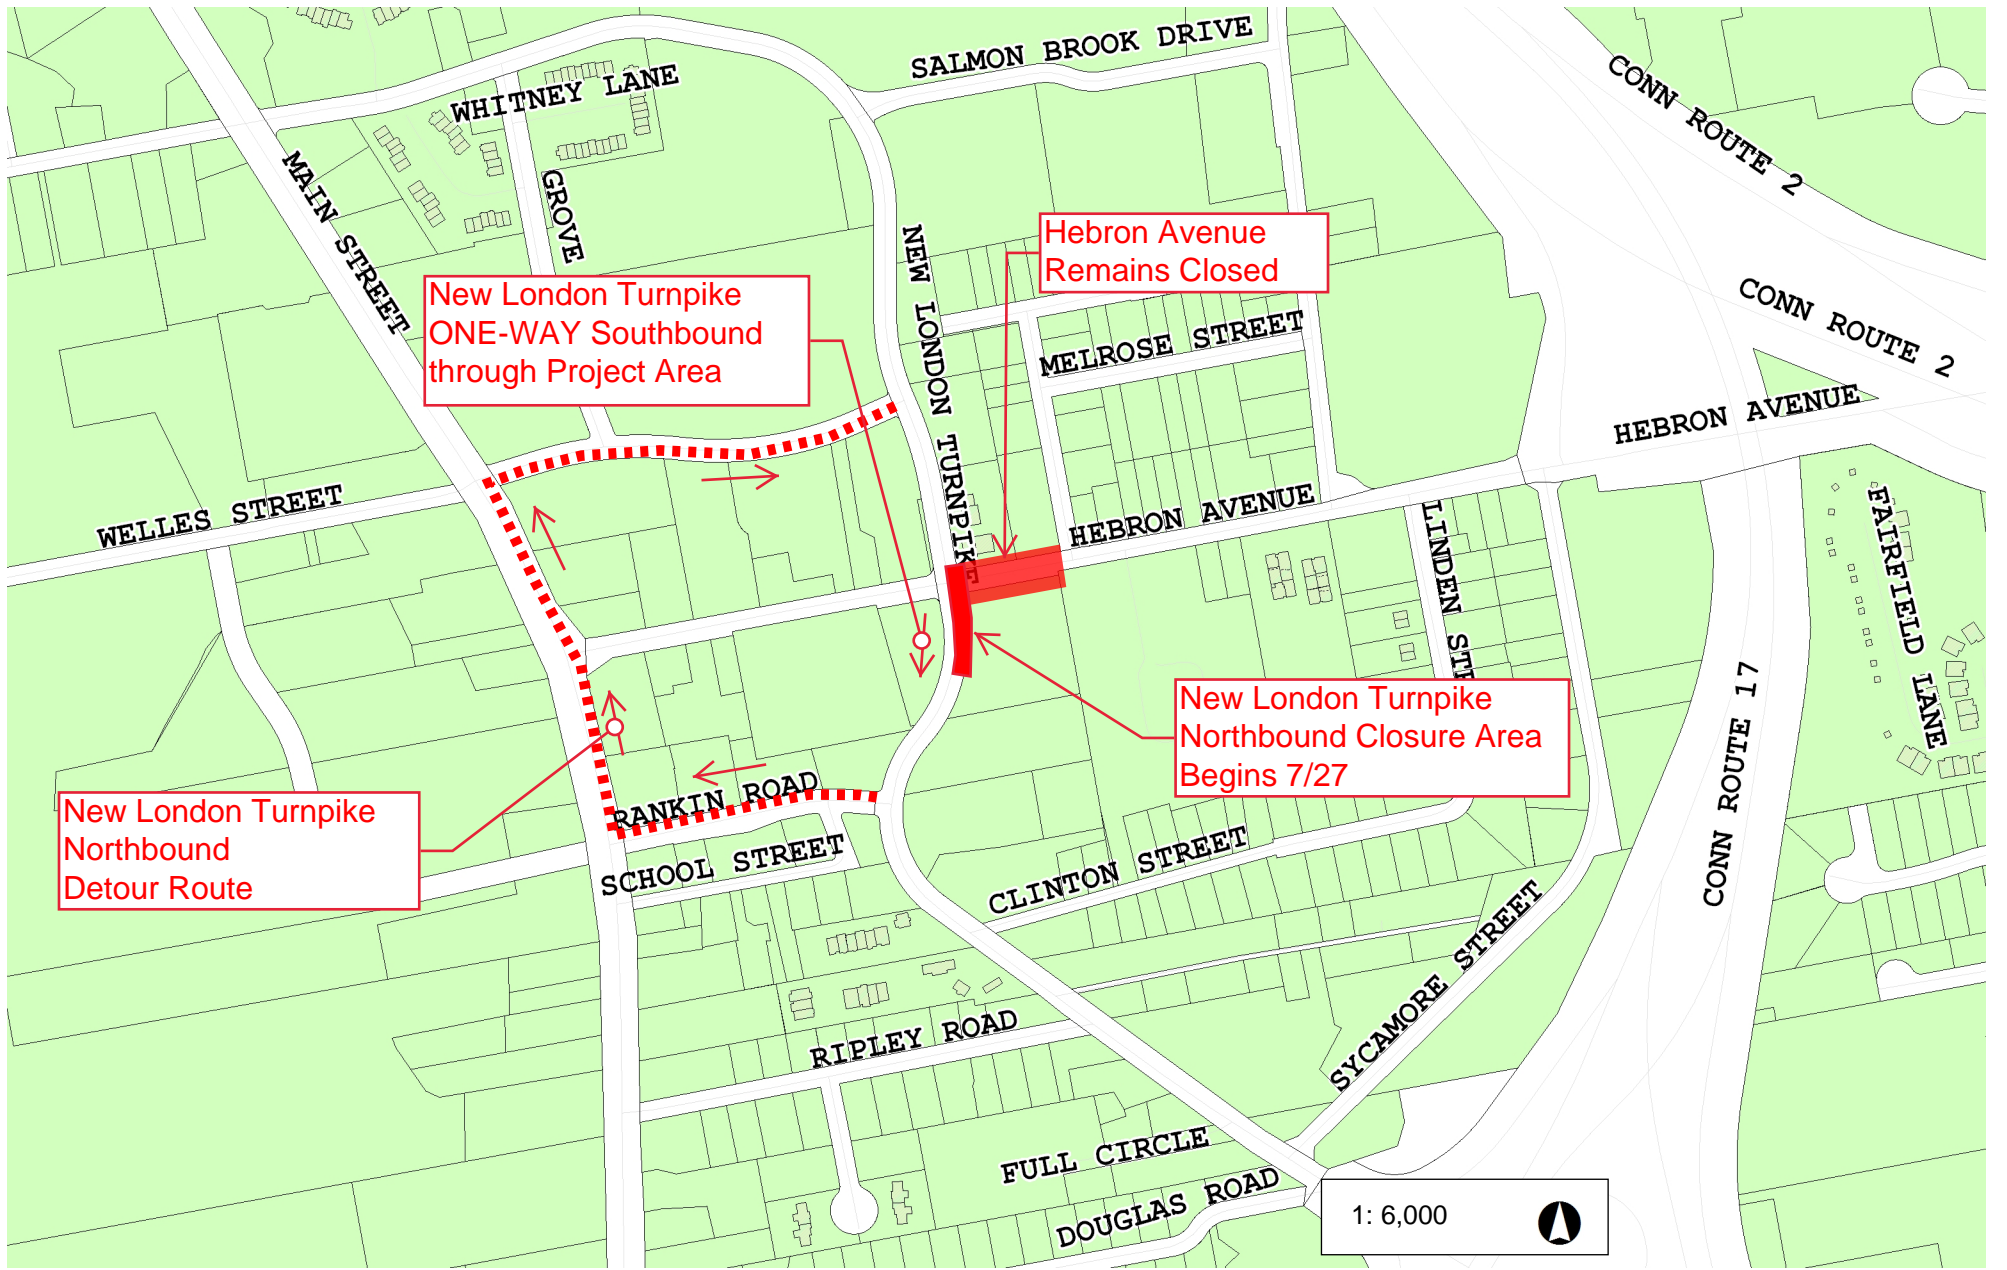 SALMON BROOK DRIVE
WHITNEY LANE
CONN ROUTE 2
MAIN STREET
GROVE
NEW LONDON TURNPIKE
Hebron Avenue
Remains Closed
New London Turnpike
ONE-WAY Southbound
through Project Area
CONN ROUTE 2
MELROSE STREET
HEBRON AVENUE
WELLES STREET
HEBRON AVENUE
LINDEN
FAIRFIELD LANE
New London Turnpike
Northbound Closure Area
Begins 7/27
CONN ROUTE 17
RANKIN ROAD
New London Turnpike
Northbound
Detour Route
SCHOOL STREET
CLINTON STREET
SYCAMORE STREET
RIPLEY ROAD
FULL CIRCLE
DOUGLAS ROAD
1: 6,000